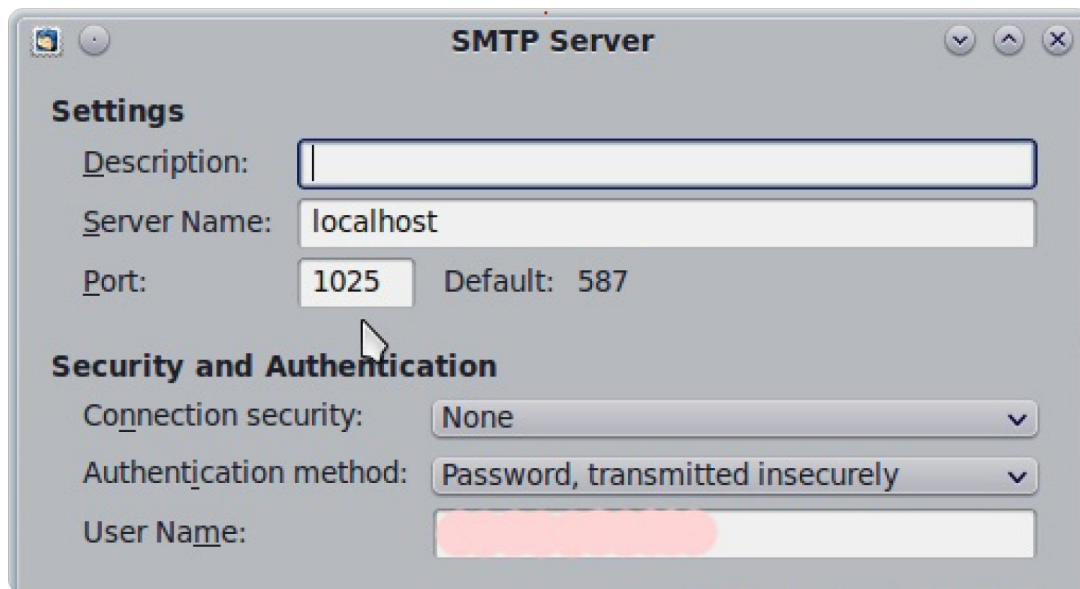 SMTP Server
Settings
Description:
Server Name: localhost
Port: 1025 Default: 587
Security and Authentication
Connection security: None
Authentication method: Password, transmitted insecurely
User Name: